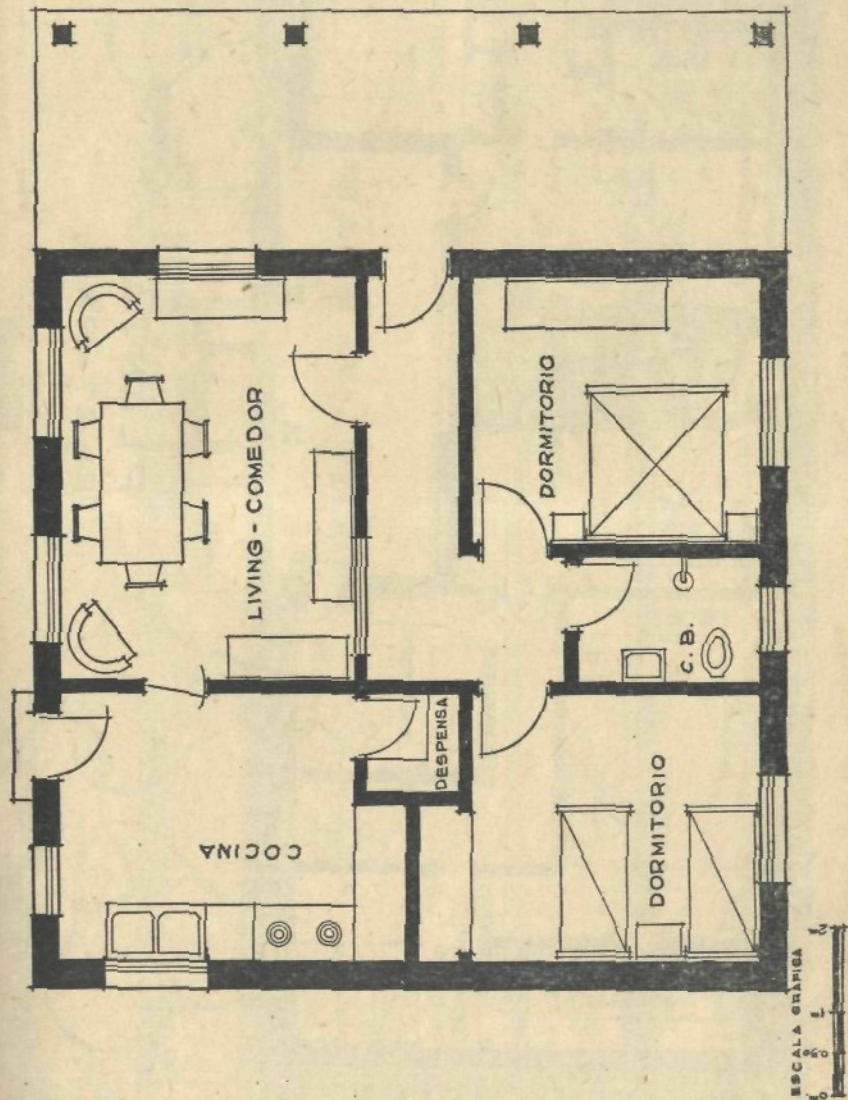 LIVING - COMEDOR
DORMITORIO
C. B.
DESPENSA
COCINA
DORMITORIO
ESCALA GRAFICA